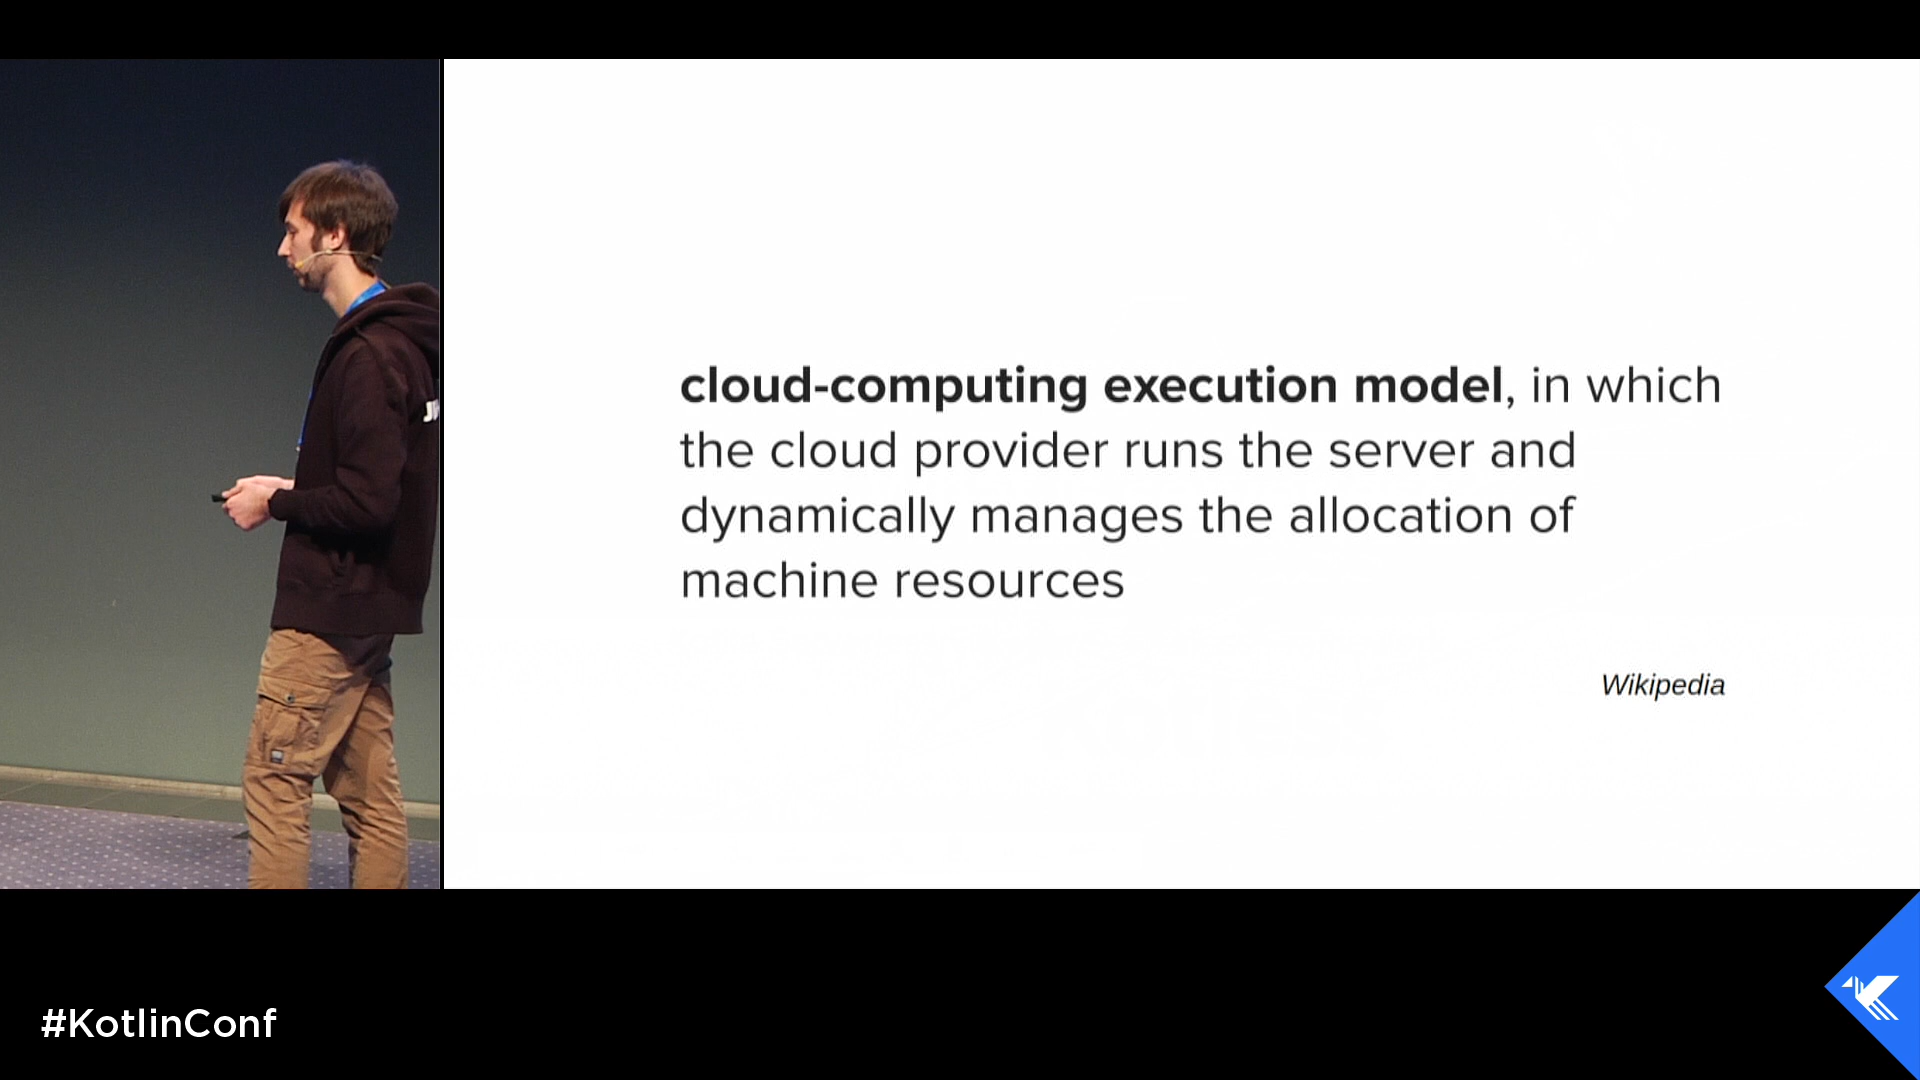 cloud-computing execution model, in which
the cloud provider runs the server and
dynamically manages the allocation of
machine resources
Wikipedia
#KotlinConf